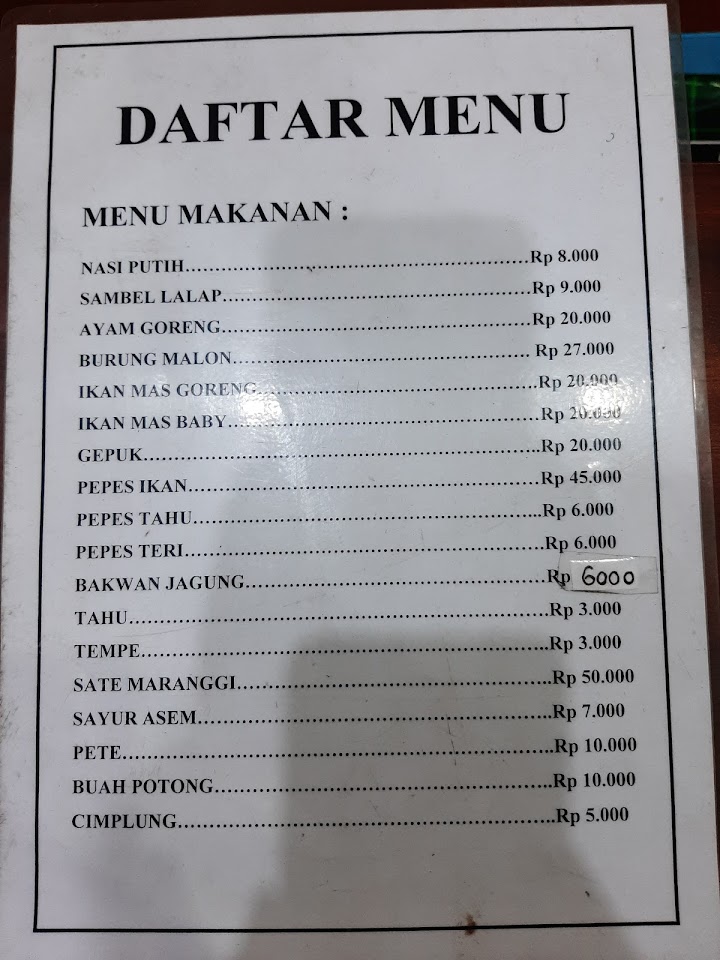 DAFTAR MENU
MENU MAKANAN :
NASI PUTIH.........................................................Rp 8.000
SAMBEL LALAP....................................................Rp 9.000
AYAM GORENG....................................................Rp 20.000
BURUNG MALON.................................................. Rp 27.000
IKAN MAS GORENG..............................................Rp 20.000
IKAN MAS BABY....................................................Rp 20.000
GEPUK..................................................................Rp 20.000
PEPES IKAN...........................................................Rp 45.000
PEPES TAHU...........................................................Rp 6.000
PEPES TERI............................................................Rp 6.000
BAKWAN JAGUNG..................................................Rp 6000
TAHU......................................................................Rp 3.000
TEMPE....................................................................Rp 3.000
SATE MARANGGI....................................................Rp 50.000
SAYUR ASEM...........................................................Rp 7.000
PETE........................................................................Rp 10.000
BUAH POTONG........................................................Rp 10.000
CIMPLUNG...............................................................Rp 5.000